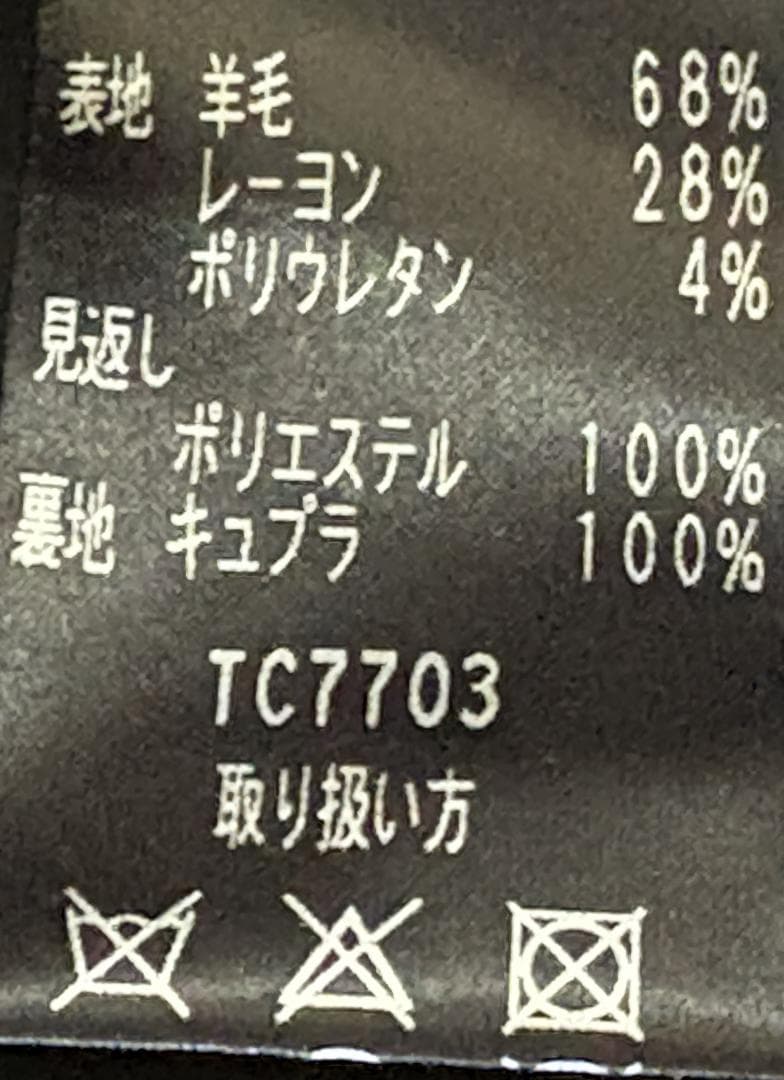 表地 羊毛 68%
レーヨン 28%
ポリウレタン 4%
見返し
ポリエステル 100%
裏地 キュプラ 100%
TC7703
取り扱い方